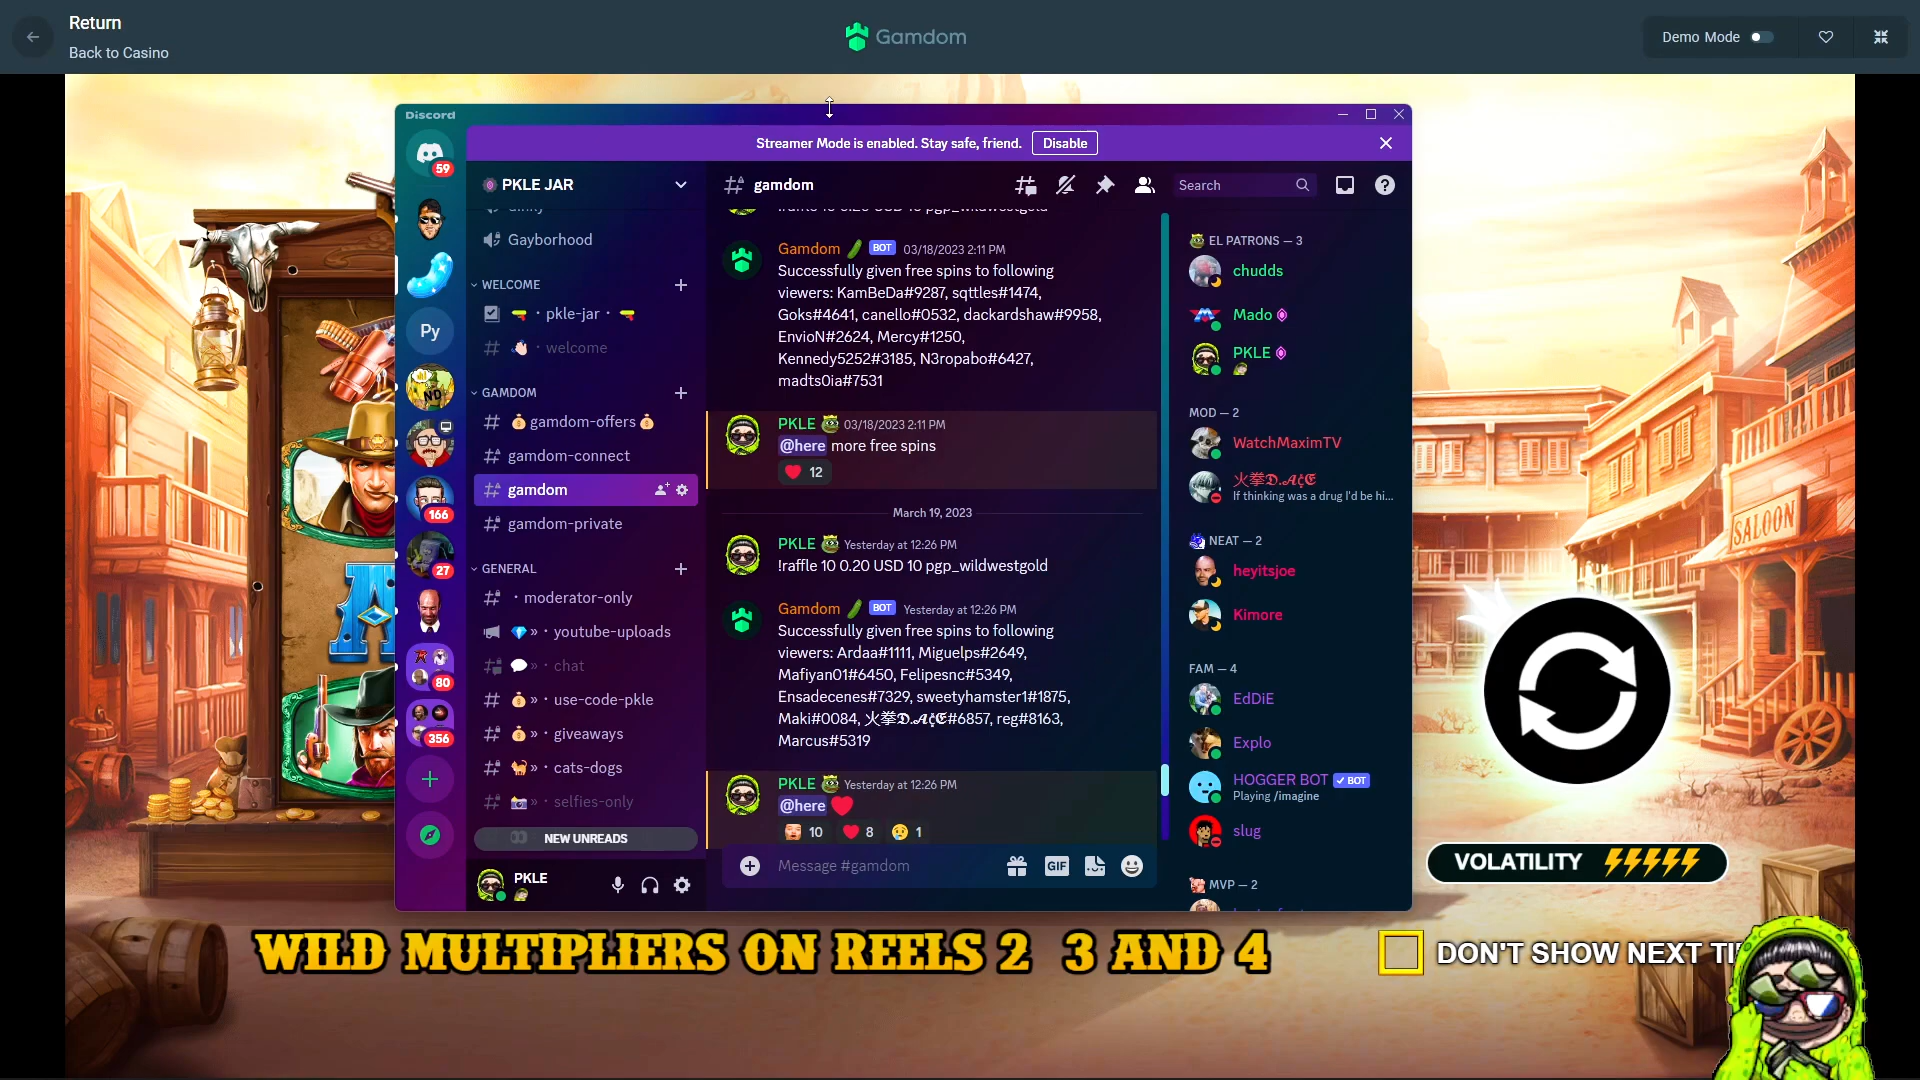 Return
Back to Casino
Gamdom
Demo Mode
Discord
Streamer Mode is enabled. Stay safe, friend.
Disable
59
PKLE JAR
Gayborhood
WELCOME
· pkle-jar ·
· welcome
GAMDOM
gamdom-offers
gamdom-connect
gamdom
gamdom-private
GENERAL
· moderator-only
» · youtube-uploads
» · chat
» · use-code-pkle
» · giveaways
» · cats-dogs
» · selfies-only
NEW UNREADS
PKLE
Py
ND
166
27
80
356
gamdom
Search
Gamdom BOT 03/18/2023 2:11 PM
Successfully given free spins to following
viewers: KamBeDa#9287, sqttles#1474,
Goks#4641, canello#0532, dackardshaw#9958,
EnvioN#2624, Mercy#1250,
Kennedy5252#3185, N3ropabo#6427,
madts0ia#7531
PKLE 03/18/2023 2:11 PM
@here more free spins
12
March 19, 2023
PKLE Yesterday at 12:26 PM
!raffle 10 0.20 USD 10 pgp_wildwestgold
Gamdom BOT Yesterday at 12:26 PM
Successfully given free spins to following
viewers: Ardaa#1111, Miguelps#2649,
Mafiyan01#6450, Felipesnc#5349,
Ensadecenes#7329, sweetyhamster1#1875,
Maki#0084, 火拳𝕯.𝓐¢𝕰#6857, reg#8163,
Marcus#5319
PKLE Yesterday at 12:26 PM
@here
10 8 1
Message #gamdom
GIF
EL PATRONS — 3
chudds
Mado
PKLE
MOD — 2
WatchMaximTV
火拳𝕯.𝓐¢𝕰
If thinking was a drug I'd be hi...
NEAT — 2
heyitsjoe
Kimore
FAM — 4
EdDiE
Explo
HOGGER BOT ✓ BOT
Playing /imagine
slug
MVP — 2
A
SALOON
VOLATILITY
WILD MULTIPLIERS ON REELS 2 3 AND 4
DON'T SHOW NEXT TI